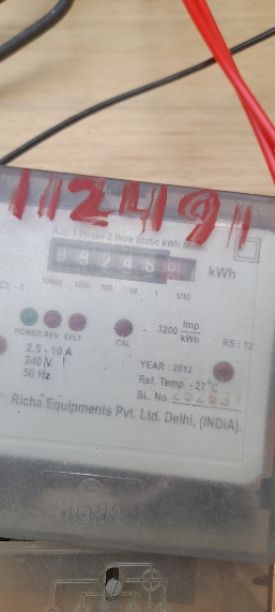 112491
A.C. 1 Phase 2 Wire Static kWh Meter
kWh
CL - 1 10000 1000 100 10 1 1/10
POWER REV EFLT CAL - 3200 Imp/kWh RS : 12
2.5 - 10 A
240 V
50 Hz
YEAR : 2012
Ref. Temp. - 27°C
SL. No.
Richa Equipments Pvt. Ltd. Delhi, (INDIA).